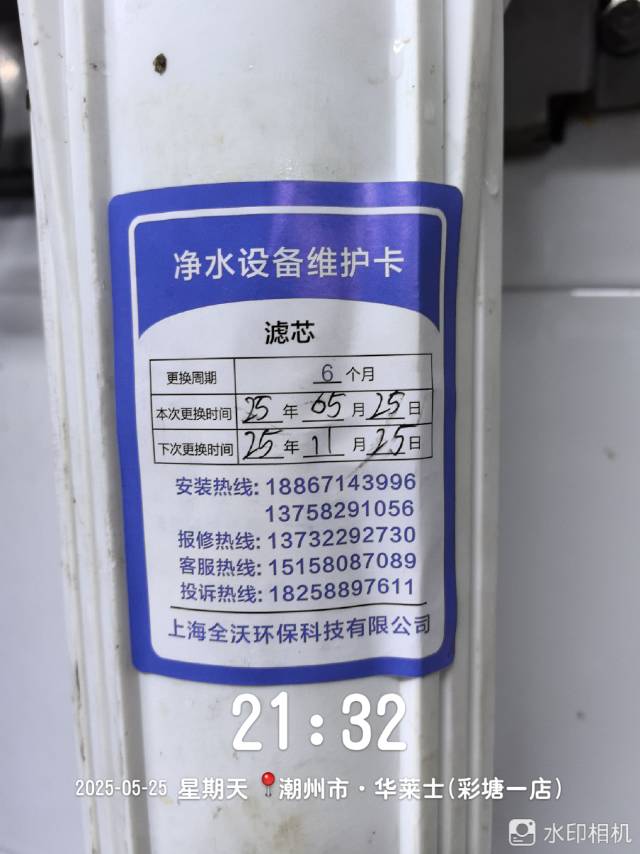 净水设备维护卡
滤芯
更换周期 6 个月
本次更换时间 25 年 05 月 25 日
下次更换时间 25 年 11 月 25 日
安装热线: 18867143996
13758291056
报修热线: 13732292730
客服热线: 15158087089
投诉热线: 18258897611
上海全沃环保科技有限公司
21:32
2025-05-25 星期天 潮州市·华莱士(彩塘一店)
水印相机